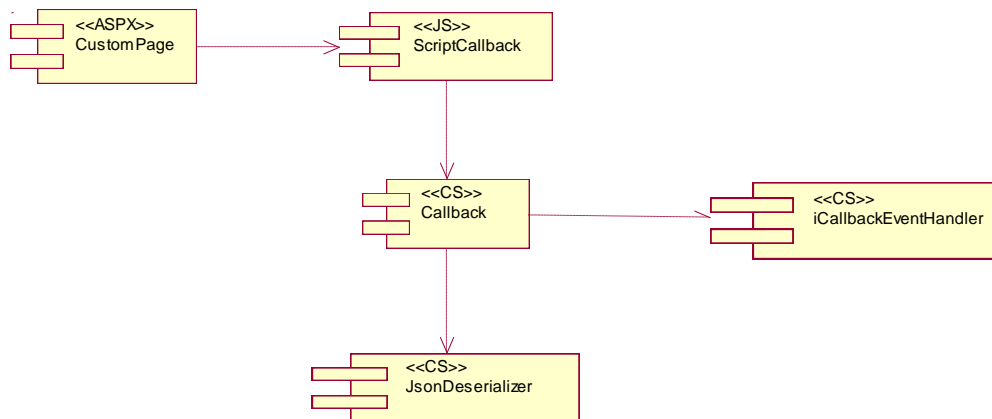 <<ASPX>>
CustomPage
<<JS>>
ScriptCallback
<<CS>>
Callback
<<CS>>
iCallbackEventHandler
<<CS>>
JsonDeserializer